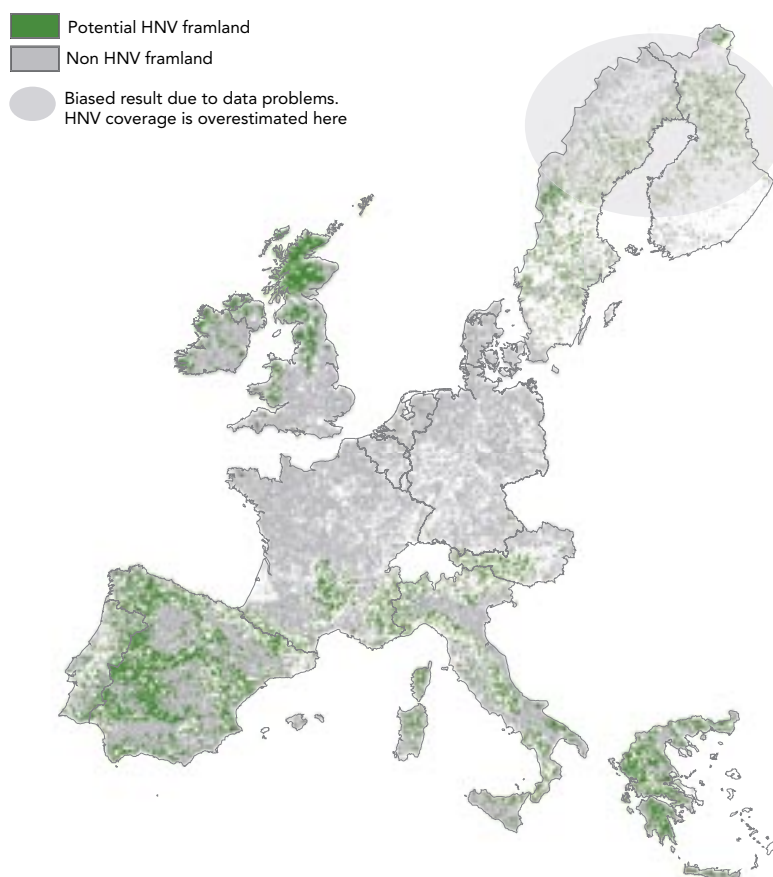 Potential HNV framland
Non HNV framland
Biased result due to data problems.
HNV coverage is overestimated here